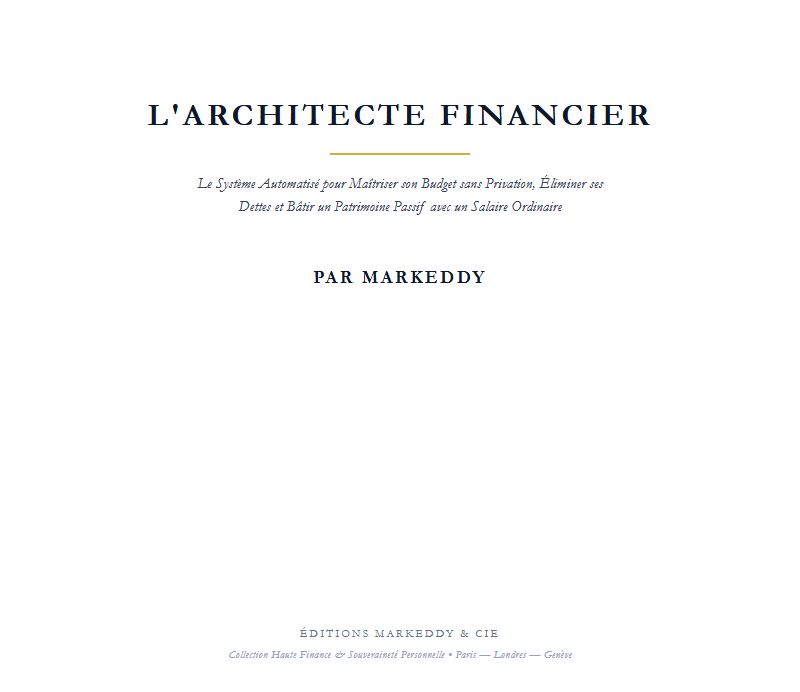 L'ARCHITECTE FINANCIER
Le Système Automatisé pour Maîtriser son Budget sans Privation, Éliminer ses
Dettes et Bâtir un Patrimoine Passif avec un Salaire Ordinaire
PAR MARKEDDY
ÉDITIONS MARKEDDY & CIE
Collection Haute Finance & Souveraineté Personnelle • Paris — Londres — Genève